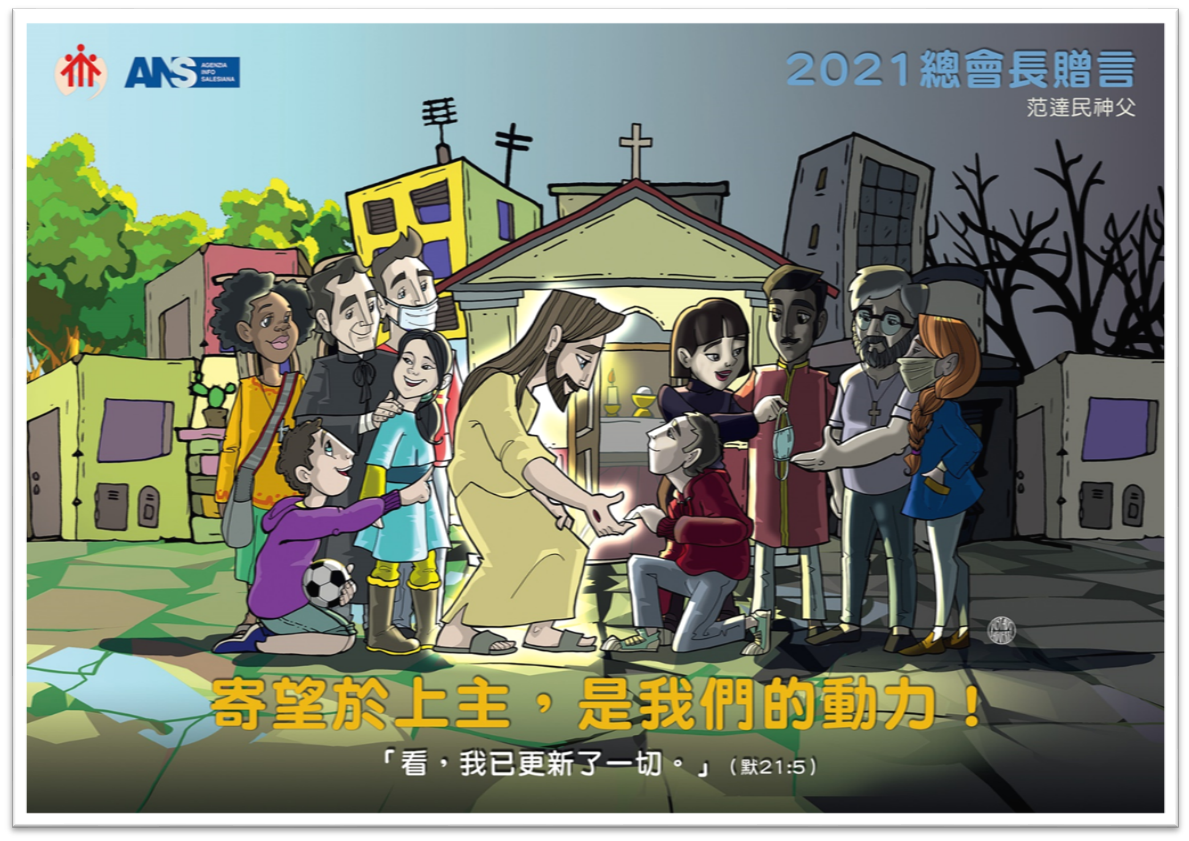 ANS AGENZIA
INFO
SALESIANA
2021總會長贈言
范達民神父
寄望於上主，是我們的動力！
「看，我已更新了一切。」（默21:5）